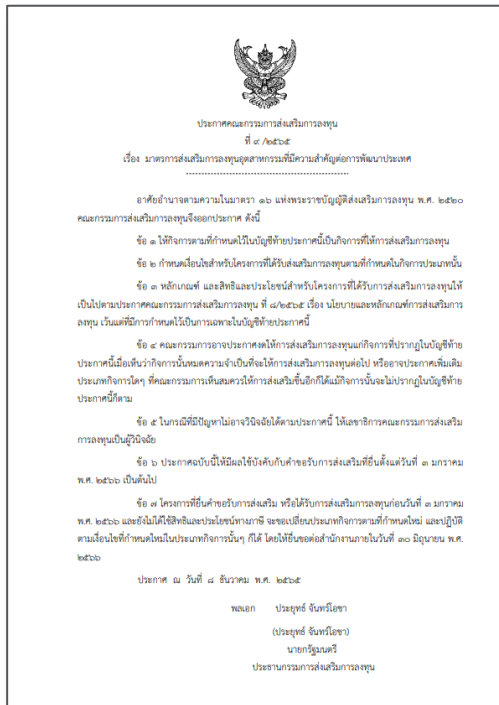 ประกาศคณะกรรมการส่งเสริมการลงทุน
ที่ ๙ /๒๕๖๕
เรื่อง มาตรการส่งเสริมการลงทุนอุตสาหกรรมที่มีความสำคัญต่อการพัฒนาประเทศ
อาศัยอำนาจตามความในมาตรา ๑๖ แห่งพระราชบัญญัติส่งเสริมการลงทุน พ.ศ. ๒๕๒๐
คณะกรรมการส่งเสริมการลงทุนจึงออกประกาศ ดังนี้
ข้อ ๑ ให้กิจการตามที่กำหนดไว้ในบัญชีท้ายประกาศนี้เป็นกิจการที่ให้การส่งเสริมการลงทุน
ข้อ ๒ กำหนดเงื่อนไขสำหรับโครงการที่ได้รับส่งเสริมการลงทุนตามที่กำหนดในกิจการประเภทนั้น
ข้อ ๓ หลักเกณฑ์ และสิทธิและประโยชน์สำหรับโครงการที่ได้รับการส่งเสริมการลงทุนให้
เป็นไปตามประกาศคณะกรรมการส่งเสริมการลงทุน ที่ ๘/๒๕๖๕ เรื่อง นโยบายและหลักเกณฑ์การส่งเสริมการ
ลงทุน เว้นแต่ที่มีการกำหนดไว้เป็นการเฉพาะในบัญชีท้ายประกาศนี้
ข้อ ๔ คณะกรรมการอาจประกาศงดให้การส่งเสริมการลงทุนแก่กิจการที่ปรากฏในบัญชีท้าย
ประกาศนี้เมื่อเห็นว่ากิจการนั้นหมดความจำเป็นที่จะให้การส่งเสริมการลงทุนต่อไป หรืออาจประกาศเพิ่มเติม
ประเภทกิจการใดๆ ที่คณะกรรมการเห็นสมควรให้การส่งเสริมขึ้นอีกก็ได้แม้กิจการนั้นจะไม่ปรากฏในบัญชีท้าย
ประกาศนี้ก็ตาม
ข้อ ๕ ในกรณีที่มีปัญหาไม่อาจวินิจฉัยได้ตามประกาศนี้ ให้เลขาธิการคณะกรรมการส่งเสริม
การลงทุนเป็นผู้วินิจฉัย
ข้อ ๖ ประกาศฉบับนี้ให้มีผลใช้บังคับกับคำขอรับการส่งเสริมที่ยื่นตั้งแต่วันที่ ๓ มกราคม
พ.ศ. ๒๕๖๖ เป็นต้นไป
ข้อ ๗ โครงการที่ยื่นคำขอรับการส่งเสริม หรือได้รับการส่งเสริมการลงทุนก่อนวันที่ ๓ มกราคม
พ.ศ. ๒๕๖๖ และยังไม่ได้ใช้สิทธิและประโยชน์ทางภาษี จะขอเปลี่ยนประเภทกิจการตามที่กำหนดใหม่ และปฏิบัติ
ตามเงื่อนไขที่กำหนดใหม่ในประเภทกิจการนั้นๆ ก็ได้ โดยให้ยื่นขอต่อสำนักงานภายในวันที่ ๓๐ มิถุนายน พ.ศ.
๒๕๖๖
ประกาศ ณ วันที่ ๘ ธันวาคม พ.ศ. ๒๕๖๕
พลเอก ประยุทธ์ จันทร์โอชา
(ประยุทธ์ จันทร์โอชา)
นายกรัฐมนตรี
ประธานกรรมการส่งเสริมการลงทุน